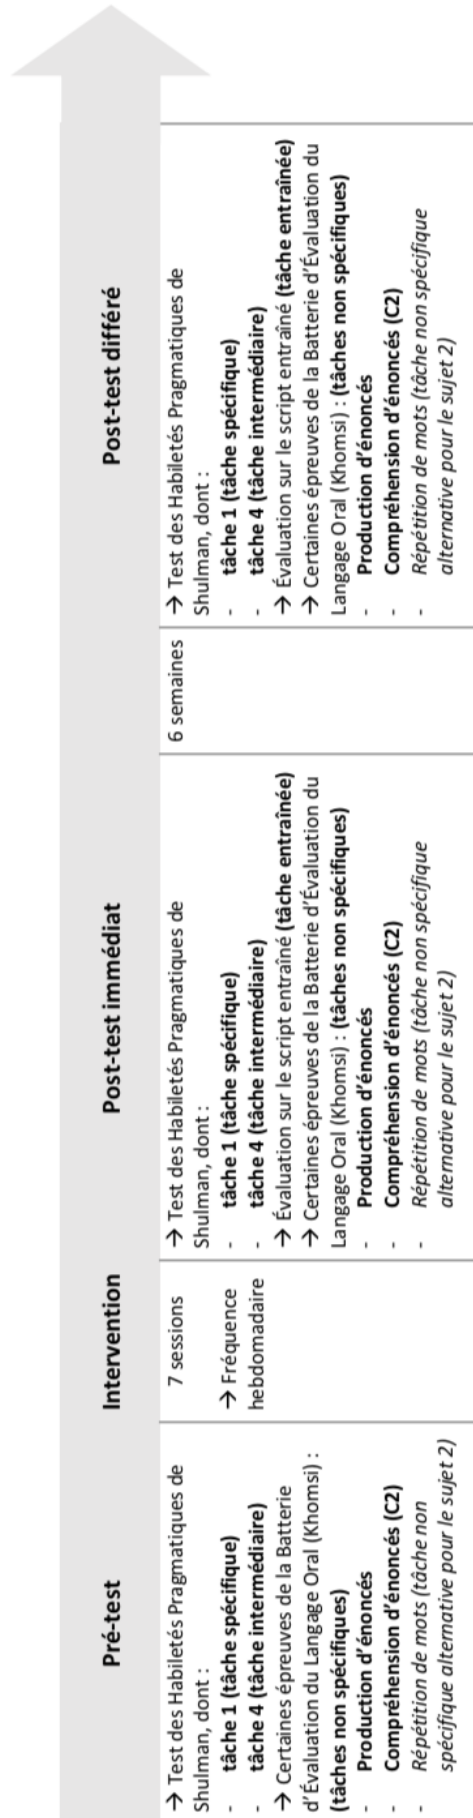 Pré-test
→ Test des Habiletés Pragmatiques de
Shulman, dont :
- tâche 1 (tâche spécifique)
- tâche 4 (tâche intermédiaire)
→ Certaines épreuves de la Batterie
d'Évaluation du Langage Oral (Khomsi) :
(tâches non spécifiques)
- Production d'énoncés
- Compréhension d'énoncés (C2)
- Répétition de mots (tâche non
spécifique alternative pour le sujet 2)
Intervention
7 sessions
→ Fréquence
hebdomadaire
Post-test immédiat
→ Test des Habiletés Pragmatiques de
Shulman, dont :
- tâche 1 (tâche spécifique)
- tâche 4 (tâche intermédiaire)
→ Évaluation sur le script entraîné (tâche entraînée)
→ Certaines épreuves de la Batterie d'Évaluation du
Langage Oral (Khomsi) : (tâches non spécifiques)
- Production d'énoncés
- Compréhension d'énoncés (C2)
- Répétition de mots (tâche non spécifique
alternative pour le sujet 2)
6 semaines
Post-test différé
→ Test des Habiletés Pragmatiques de
Shulman, dont :
- tâche 1 (tâche spécifique)
- tâche 4 (tâche intermédiaire)
→ Évaluation sur le script entraîné (tâche entraînée)
→ Certaines épreuves de la Batterie d'Évaluation du
Langage Oral (Khomsi) : (tâches non spécifiques)
- Production d'énoncés
- Compréhension d'énoncés (C2)
- Répétition de mots (tâche non spécifique
alternative pour le sujet 2)